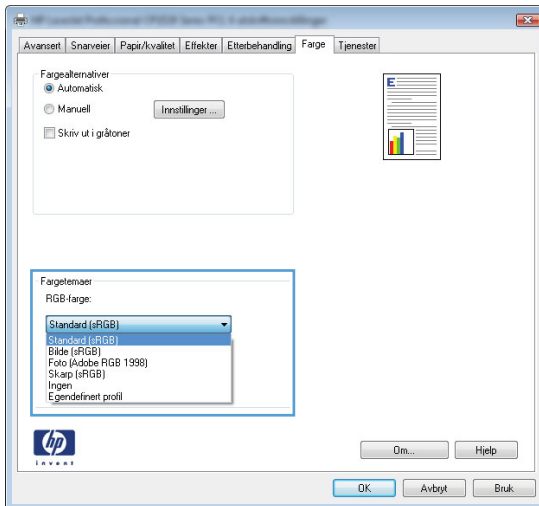 Avansert Snarveier Papir/kvalitet Effekter Etterbehandling Farge Tjenester
Fargealternativer
Automatisk
Manuell Innstillinger ...
Skriv ut i gråtoner
E
Fargetemaer
RGB-farge:
Standard (sRGB)
Standard (sRGB)
Bilde (sRGB)
Foto (Adobe RGB 1998)
Skarp (sRGB)
Ingen
Egendefinert profil
hp
invent
Om... Hjelp
OK Avbryt Bruk